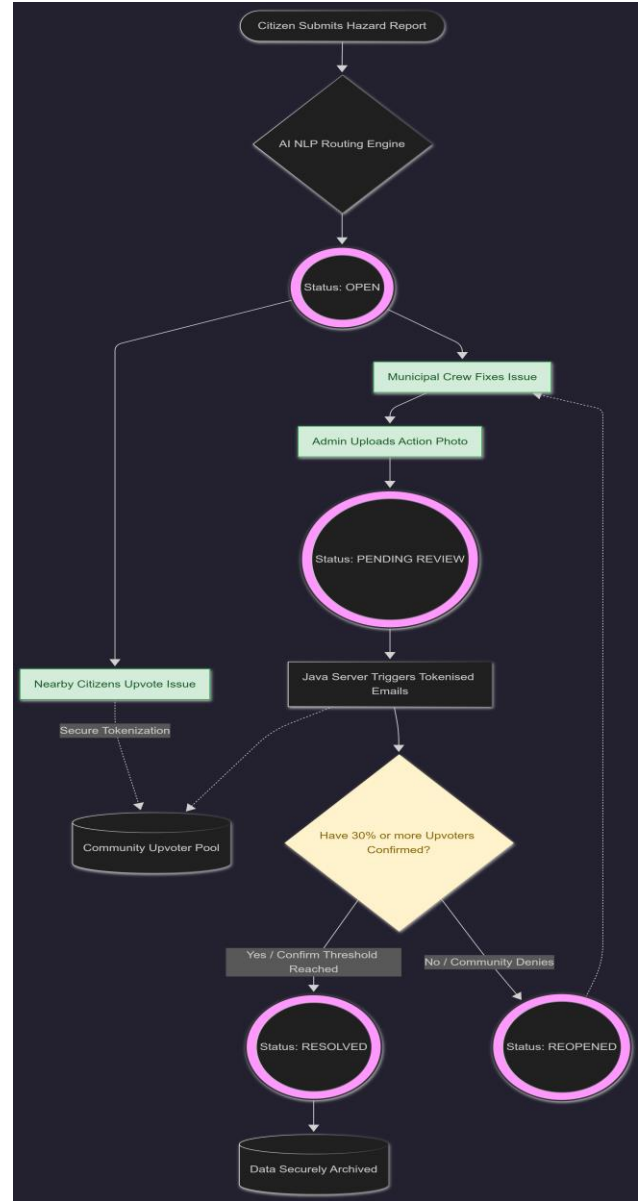 Citizen Submits Hazard Report
AI NLP Routing Engine
Status: OPEN
Municipal Crew Fixes Issue
Admin Uploads Action Photo
Status: PENDING REVIEW
Nearby Citizens Upvote Issue
Java Server Triggers Tokenised
Emails
Secure Tokenization
Community Upvoter Pool
Have 30% or more Upvoters
Confirmed?
Yes / Confirm Threshold
Reached
No / Community Denies
Status: RESOLVED
Status: REOPENED
Data Securely Archived